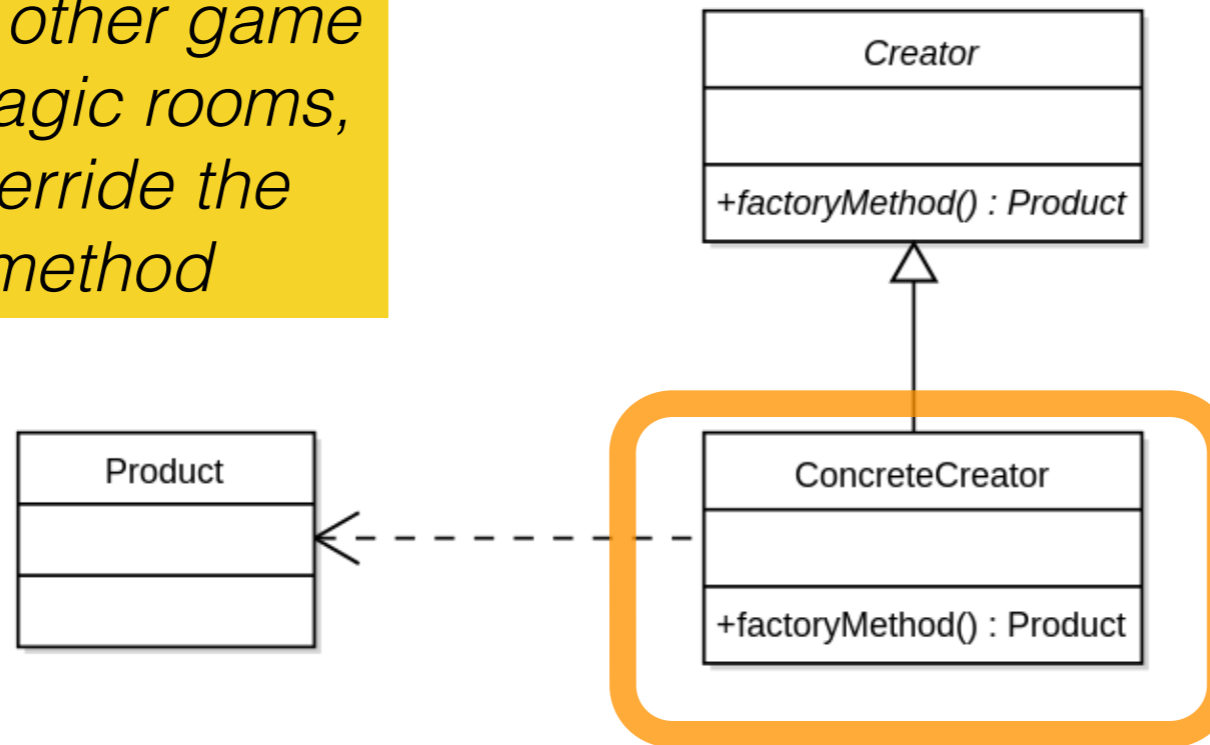 other game
agic rooms,
erride the
method
Creator
+factoryMethod() : Product
Product
ConcreteCreator
+factoryMethod() : Product